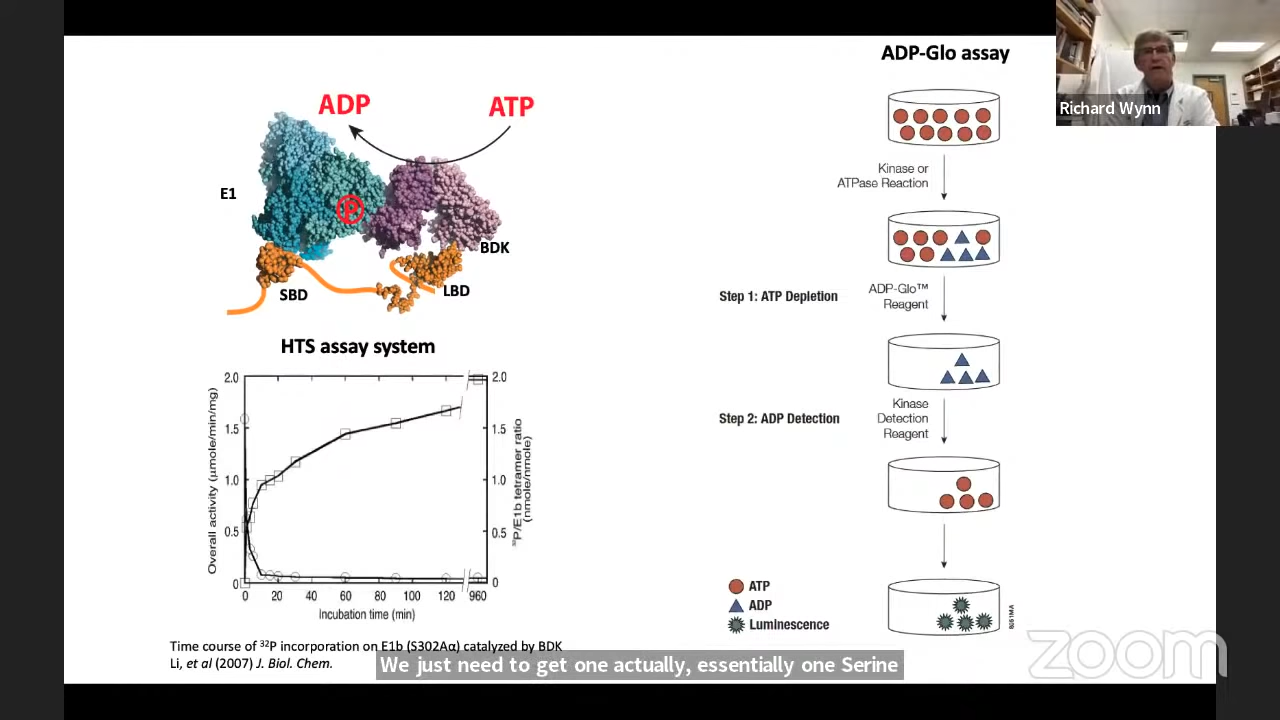 ADP-Glo assay
Richard Wynn
ADP
ATP
E1
P
BDK
SBD
LBD
HTS assay system
2.0
1.5
1.0
0.5
0
2.0
1.5
1.0
0.5
0
0 20 40 60 80 100 120 960
Overall activity (µmole/min/mg)
³²P/E1b tetramer ratio
(nmole/nmole)
Incubation time (min)
Time course of ³²P incorporation on E1b (S302Aα) catalyzed by BDK
Li, et al (2007) J. Biol. Chem.
Kinase or
ATPase Reaction
Step 1: ATP Depletion
ADP-Glo™
Reagent
Step 2: ADP Detection
Kinase
Detection
Reagent
ATP
ADP
Luminescence
We just need to get one actually, essentially one Serine
zoom